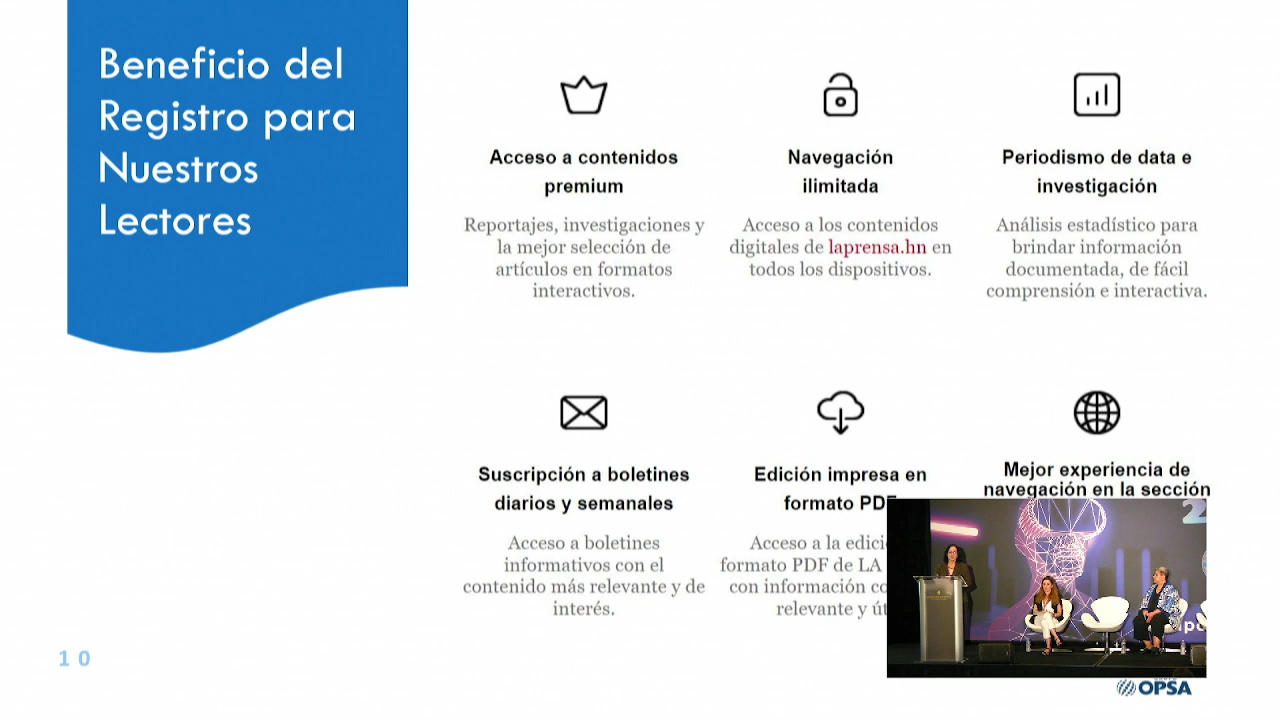 Beneficio del
Registro para
Nuestros
Lectores
Acceso a contenidos
premium
Reportajes, investigaciones y
la mejor selección de
artículos en formatos
interactivos.
Navegación
ilimitada
Acceso a los contenidos
digitales de laprensa.hn en
todos los dispositivos.
Periodismo de data e
investigación
Análisis estadístico para
brindar información
documentada, de fácil
comprensión e interactiva.
Suscripción a boletines
diarios y semanales
Acceso a boletines
informativos con el
contenido más relevante y de
interés.
Edición impresa en
formato PDF
Acceso a la
formato PDF de LA
con información
relevante y
Mejor experiencia de
navegación en la sección
10
OPSA